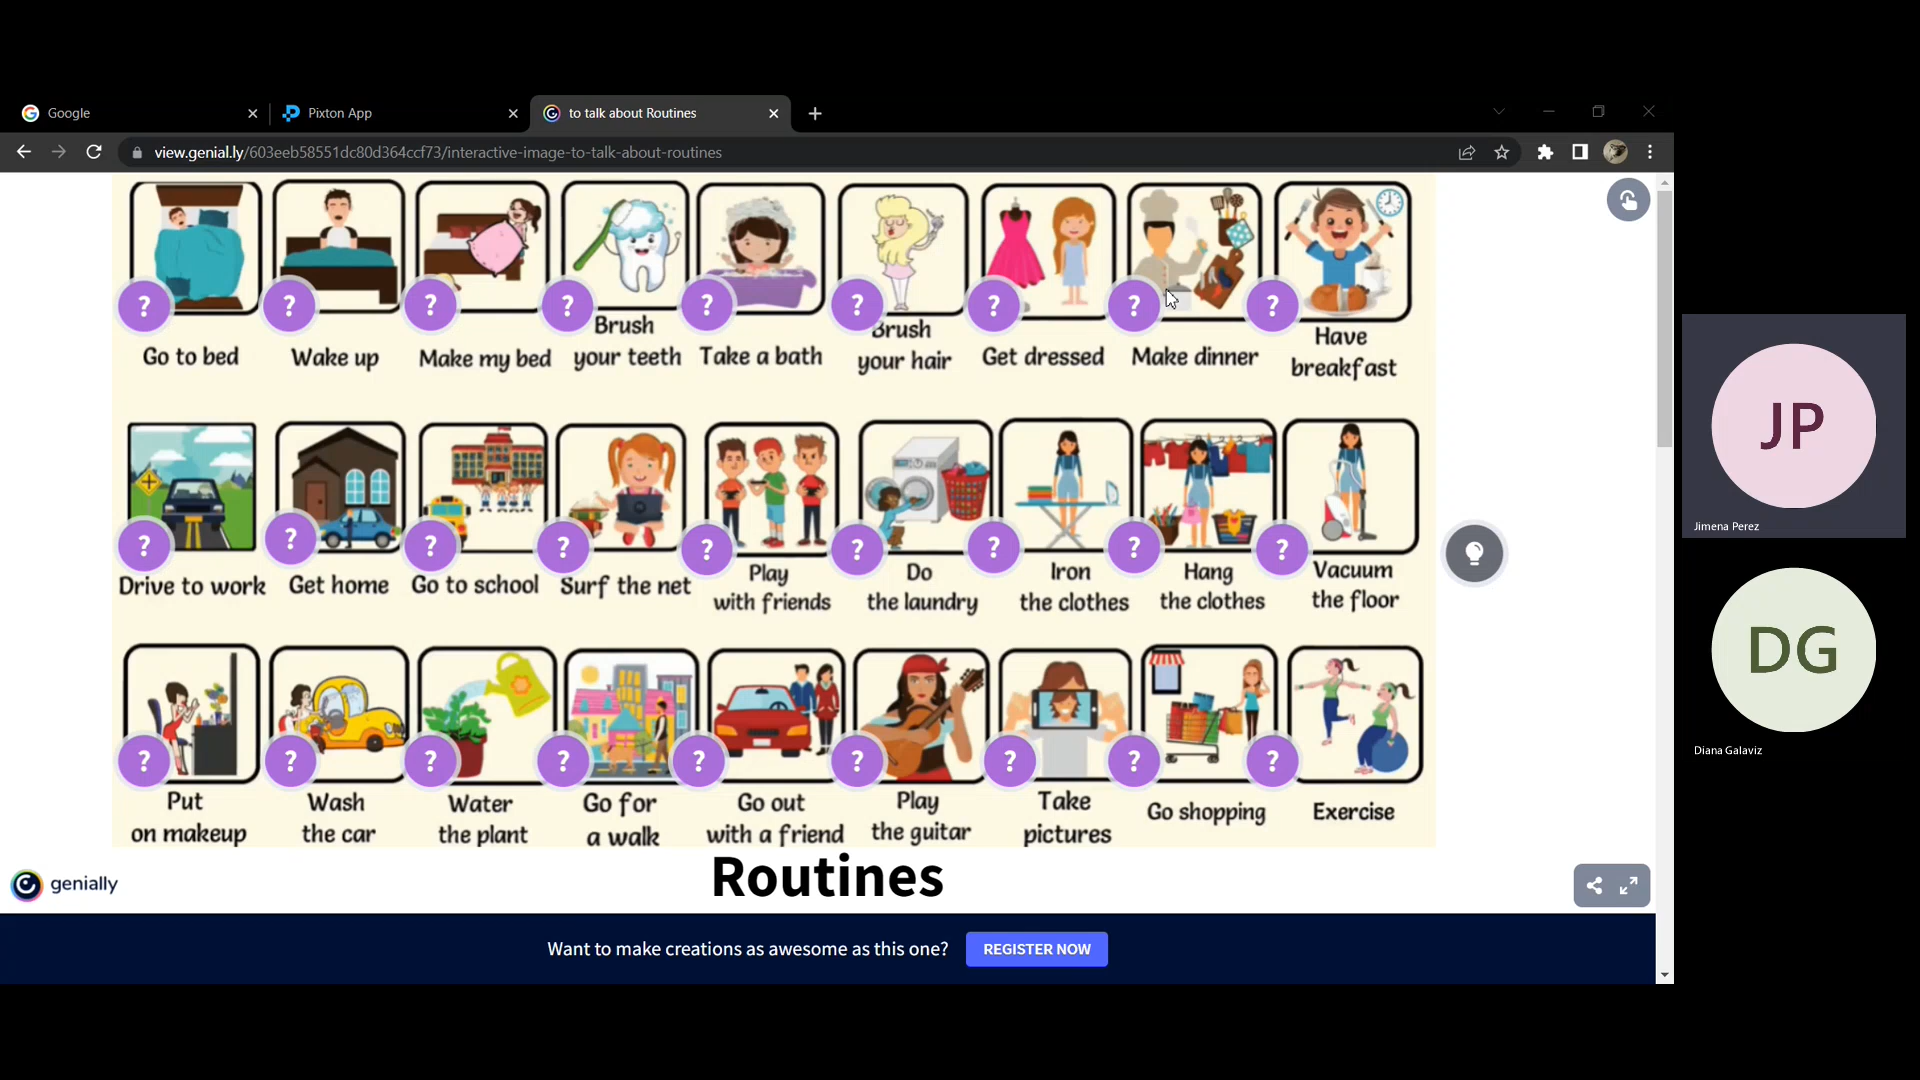 Google
Pixton App
to talk about Routines
view.genial.ly/603eeb58551dc80d364ccf73/interactive-image-to-talk-about-routines
? ? ? ? ? ? ? ? ?
Go to bed
Wake up
Make my bed
Brush
your teeth
Take a bath
Brush
your hair
Get dressed
Make dinner
Have
breakfast
? ? ? ? ? ? ? ? ?
Drive to work
Get home
Go to school
Surf the net
Play
with friends
Do
the laundry
Iron
the clothes
Hang
the clothes
Vacuum
the floor
? ? ? ? ? ? ? ? ?
Put
on makeup
Wash
the car
Water
the plant
Go for
a walk
Go out
with a friend
Play
the guitar
Take
pictures
Go shopping
Exercise
Routines
genially
Want to make creations as awesome as this one?
REGISTER NOW
JP
Jimena Perez
DG
Diana Galaviz